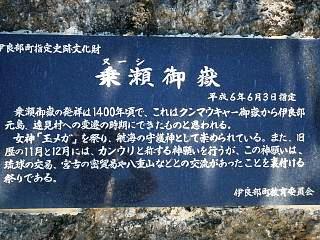 伊良部町指定史跡文化財
ヌーシ
乗瀬御嶽
平成6年6月3日指定
乗瀬御嶽の発祥は1400年頃で、これはクンマウキャー御嶽から伊良部
元島、遠見村への変遷の時期にできたものと思われる。
女神「玉メガ」を祭り、航海の守護神として崇められている。また、旧
歴の11月と12月には、カンウリと称する神願いを行うが、この神願いは、
琉球の交易、宮古の密貿易や八重山などとの交流があったことを裏付ける
祭りである。
伊良部町教育委員会